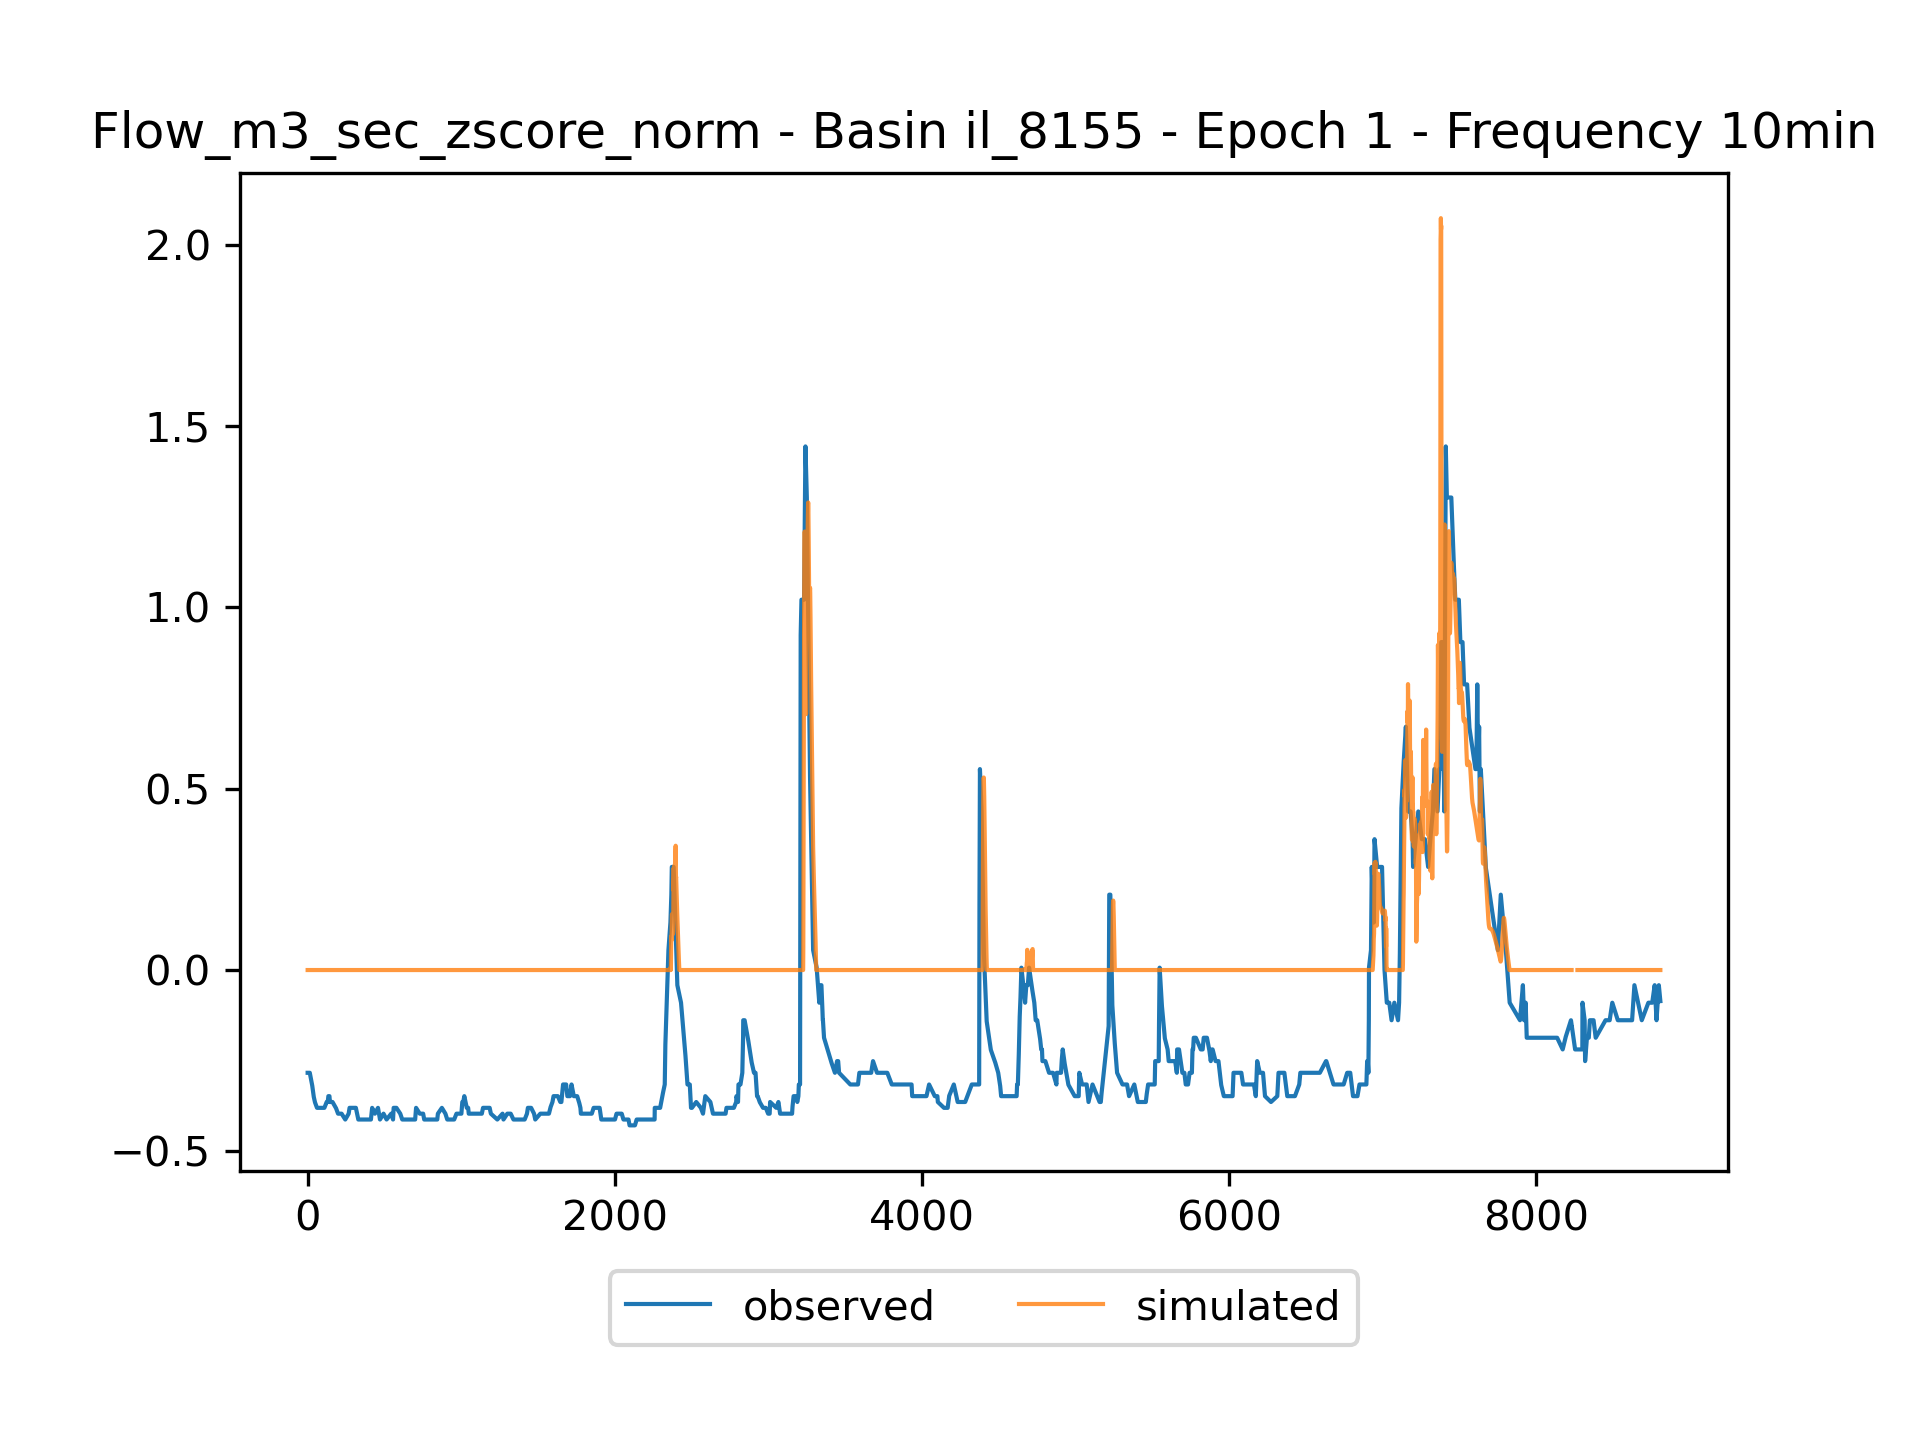 Flow_m3_sec_zscore_norm - Basin il_8155 - Epoch 1 - Frequency 10min
2.0
1.5
1.0
0.5
0.0
−0.5
0 2000 4000 6000 8000
observed simulated